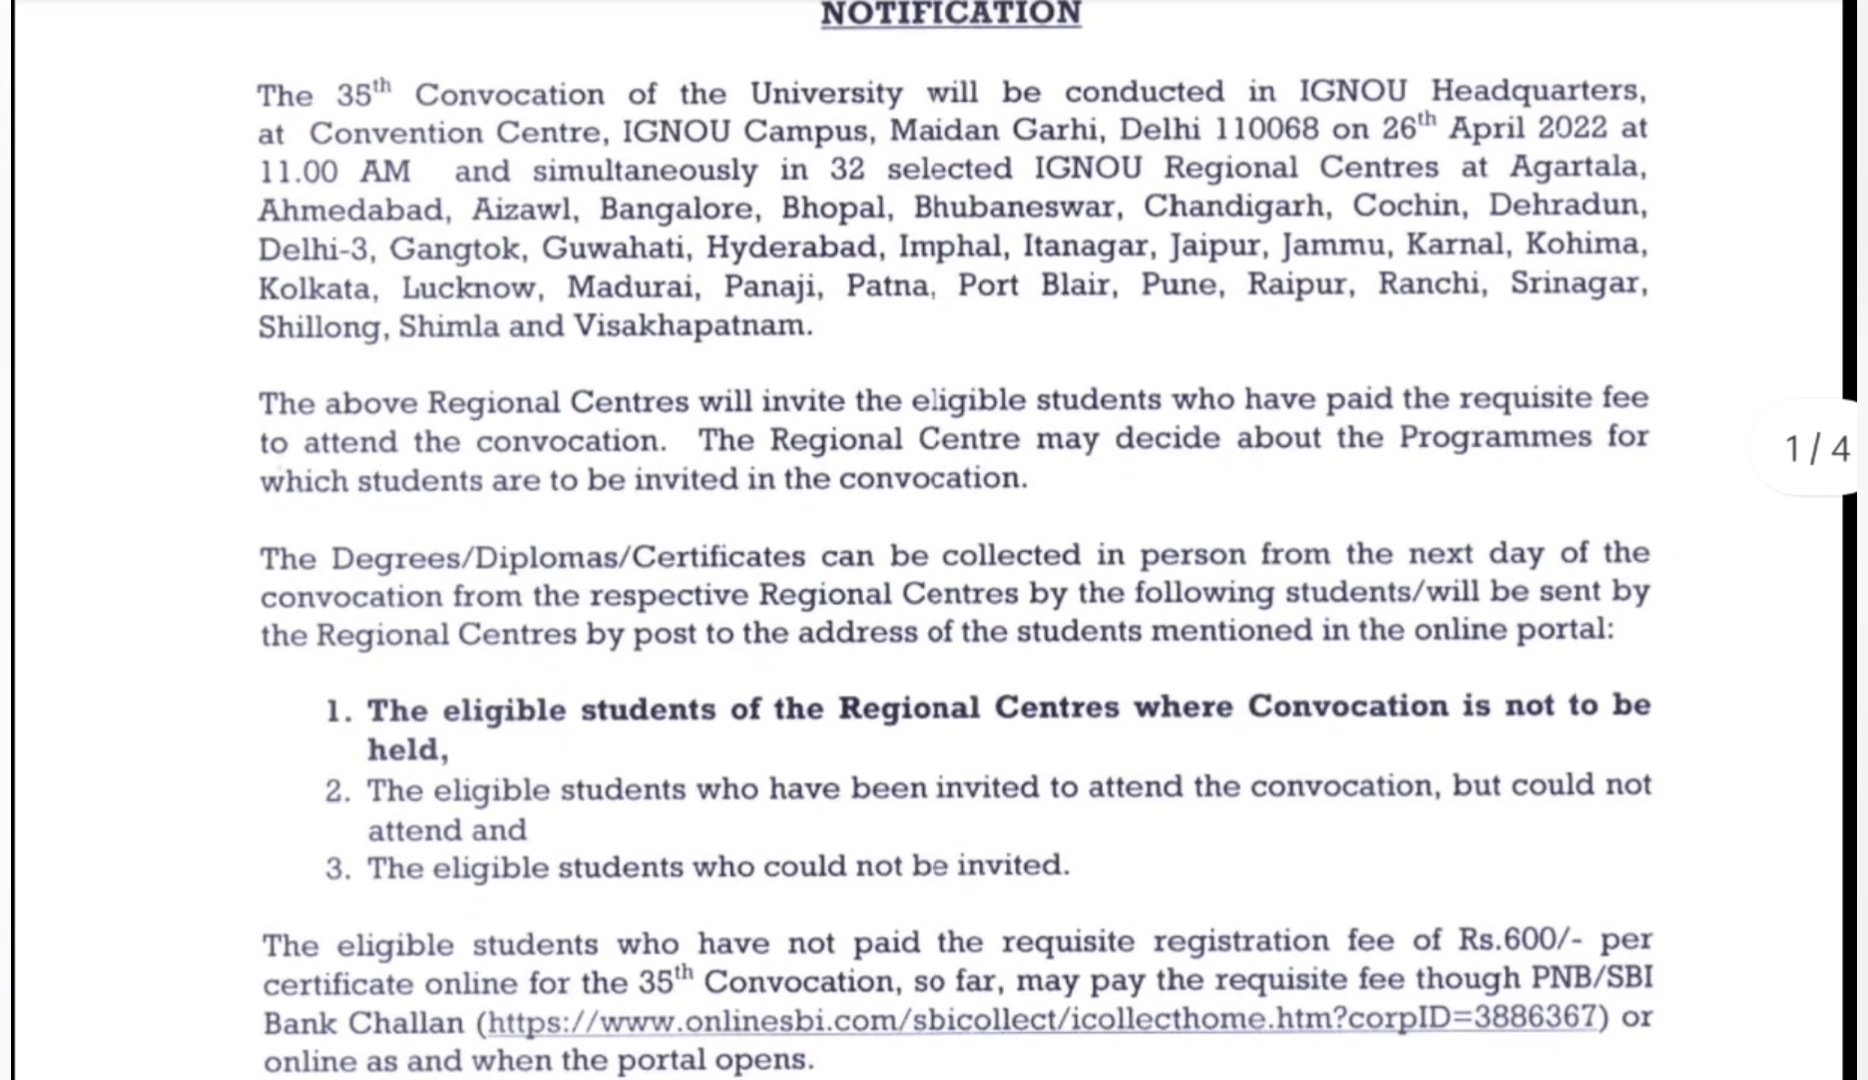 NOTIFICATION
The 35th Convocation of the University will be conducted in IGNOU Headquarters,
at Convention Centre, IGNOU Campus, Maidan Garhi, Delhi 110068 on 26th April 2022 at
11.00 AM and simultaneously in 32 selected IGNOU Regional Centres at Agartala,
Ahmedabad, Aizawl, Bangalore, Bhopal, Bhubaneswar, Chandigarh, Cochin, Dehradun,
Delhi-3, Gangtok, Guwahati, Hyderabad, Imphal, Itanagar, Jaipur, Jammu, Karnal, Kohima,
Kolkata, Lucknow, Madurai, Panaji, Patna, Port Blair, Pune, Raipur, Ranchi, Srinagar,
Shillong, Shimla and Visakhapatnam.
The above Regional Centres will invite the eligible students who have paid the requisite fee
to attend the convocation. The Regional Centre may decide about the Programmes for
which students are to be invited in the convocation.
1/4
The Degrees/Diplomas/Certificates can be collected in person from the next day of the
convocation from the respective Regional Centres by the following students/will be sent by
the Regional Centres by post to the address of the students mentioned in the online portal:
1. The eligible students of the Regional Centres where Convocation is not to be
held,
2. The eligible students who have been invited to attend the convocation, but could not
attend and
3. The eligible students who could not be invited.
The eligible students who have not paid the requisite registration fee of Rs.600/- per
certificate online for the 35th Convocation, so far, may pay the requisite fee though PNB/SBI
Bank Challan (https://www.onlinesbi.com/sbicollect/icollecthome.htm?corpID=3886367) or
online as and when the portal opens.